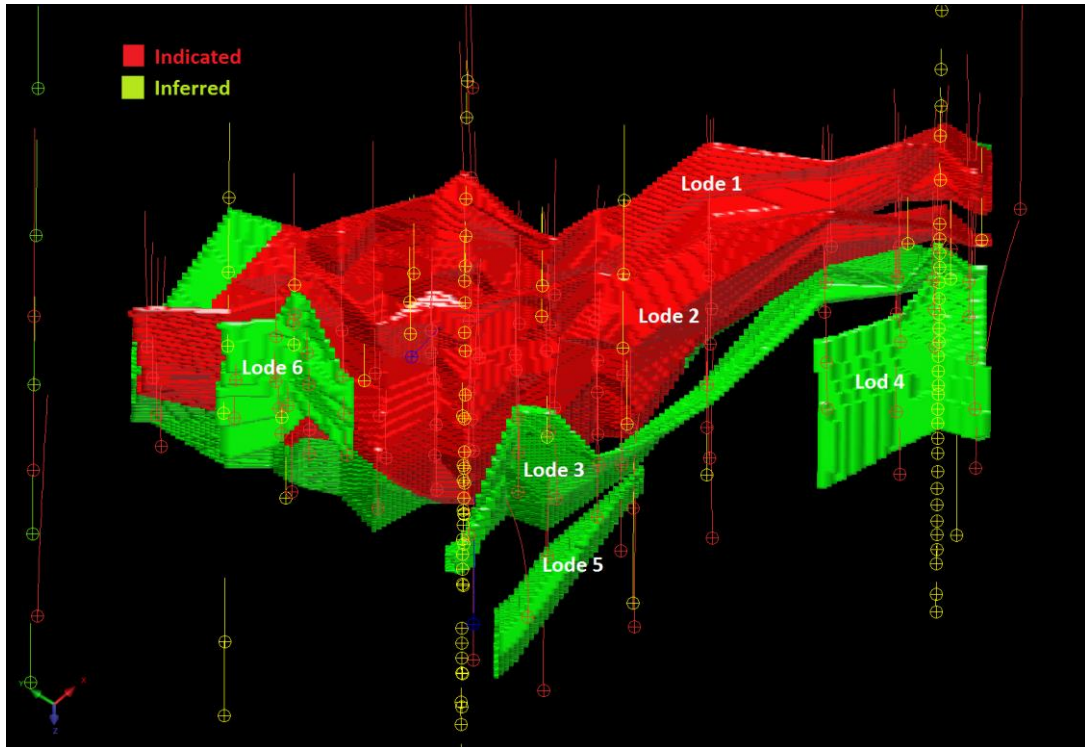 Indicated
Inferred
Lode 1
Lode 2
Lode 6
Lod 4
Lode 3
Lode 5
Y
X
Z